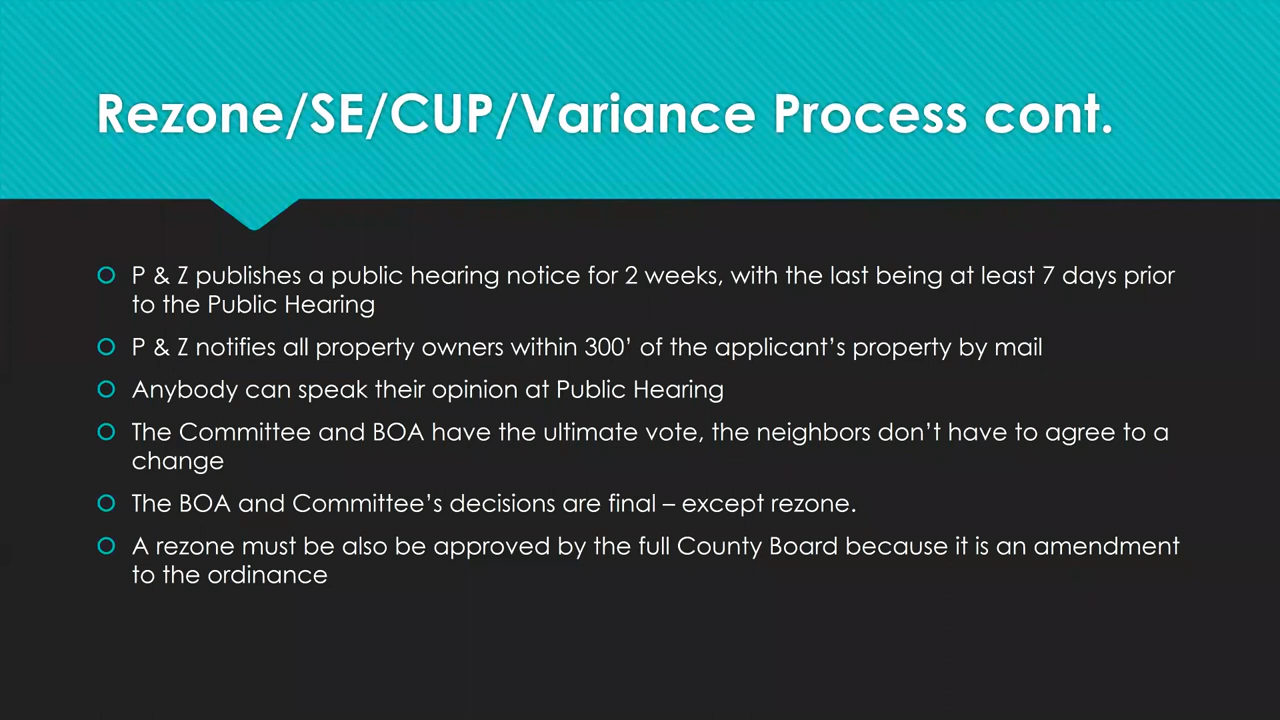 Rezone/SE/CUP/Variance Process cont.
P & Z publishes a public hearing notice for 2 weeks, with the last being at least 7 days prior
to the Public Hearing
P & Z notifies all property owners within 300’ of the applicant’s property by mail
Anybody can speak their opinion at Public Hearing
The Committee and BOA have the ultimate vote, the neighbors don’t have to agree to a
change
The BOA and Committee’s decisions are final – except rezone.
A rezone must be also be approved by the full County Board because it is an amendment
to the ordinance